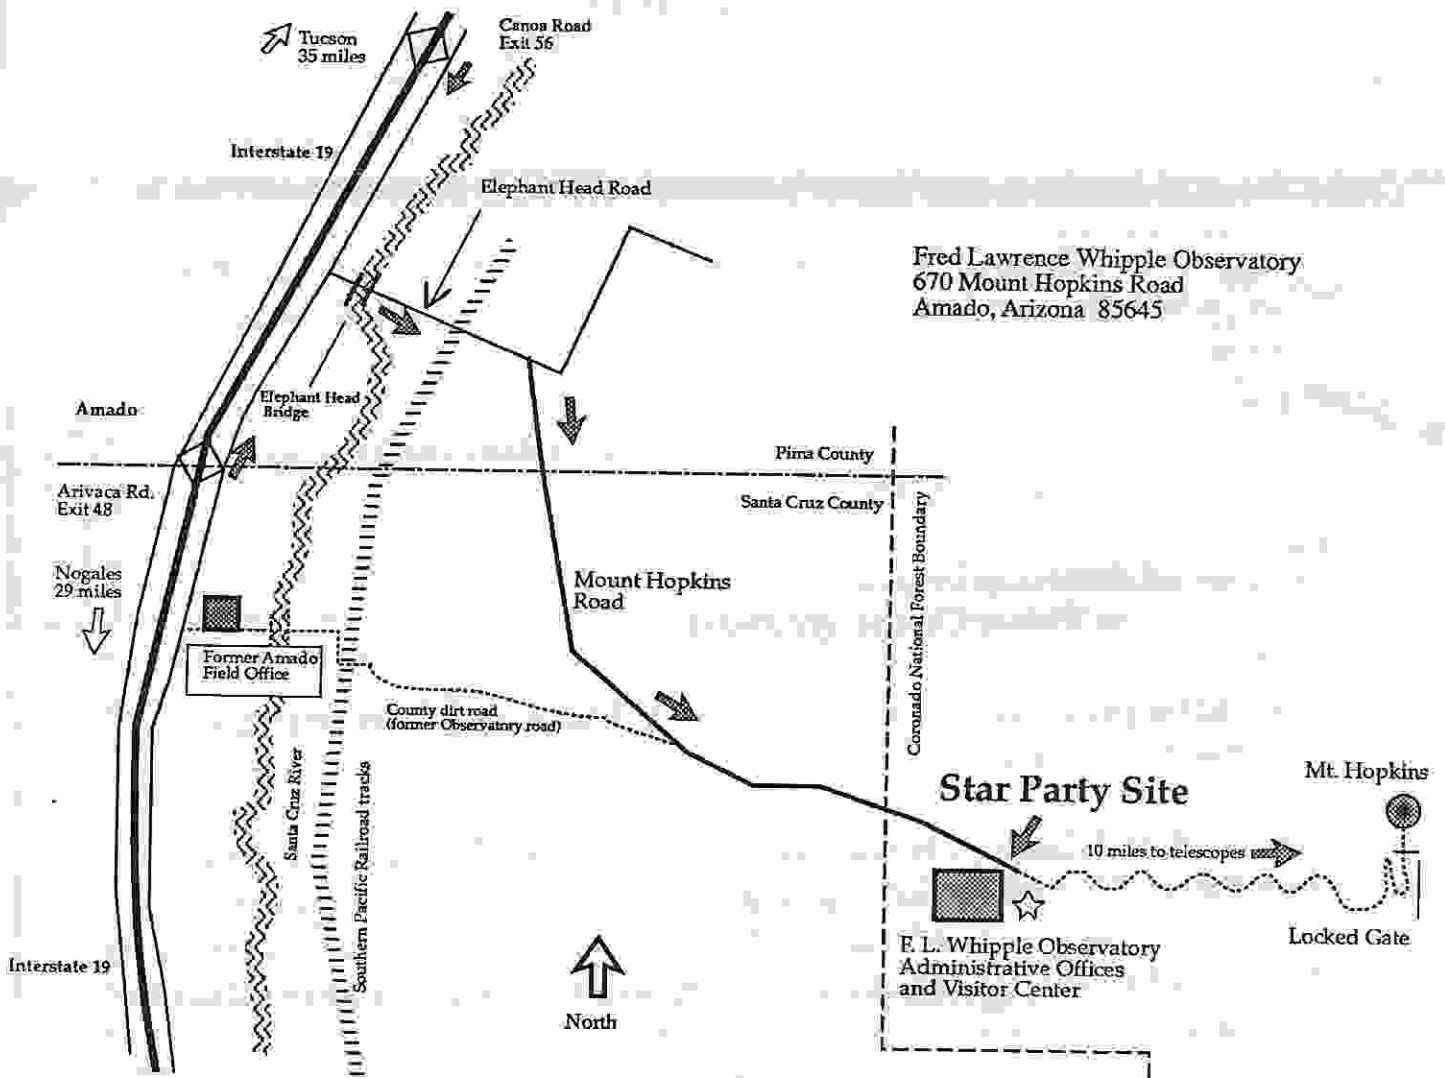 Canoa Road
Exit 56
Tucson
35 miles
Interstate 19
Elephant Head Road
Fred Lawrence Whipple Observatory
670 Mount Hopkins Road
Amado, Arizona 85645
Elephant Head
Bridge
Amado
Pima County
Arivaca Rd.
Exit 48
Santa Cruz County
Coronado National Forest Boundary
Nogales
29 miles
Mount Hopkins
Road
Former Amado
Field Office
County dirt road
(former Observatory road)
Santa Cruz River
Southern Pacific Railroad tracks
Star Party Site
Mt. Hopkins
10 miles to telescopes
Locked Gate
F. L. Whipple Observatory
Administrative Offices
and Visitor Center
Interstate 19
North